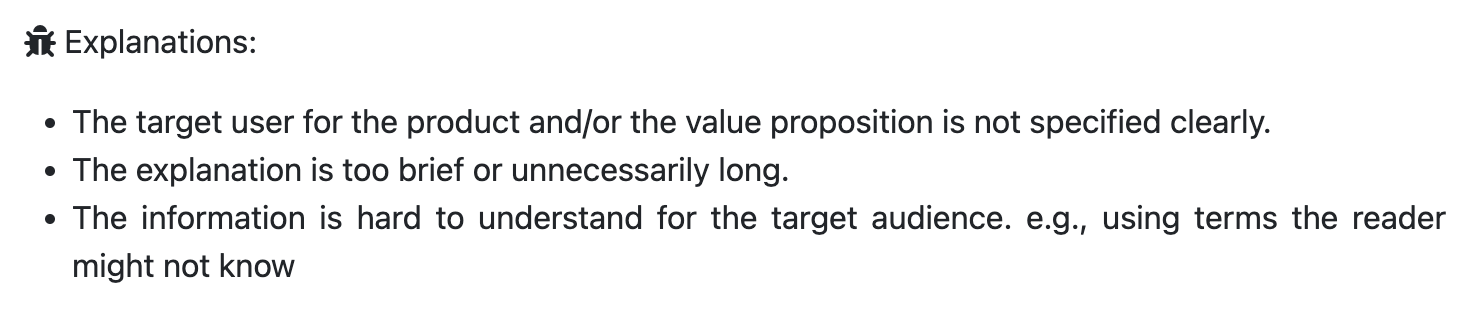 Explanations:
• The target user for the product and/or the value proposition is not specified clearly.
• The explanation is too brief or unnecessarily long.
• The information is hard to understand for the target audience. e.g., using terms the reader
might not know